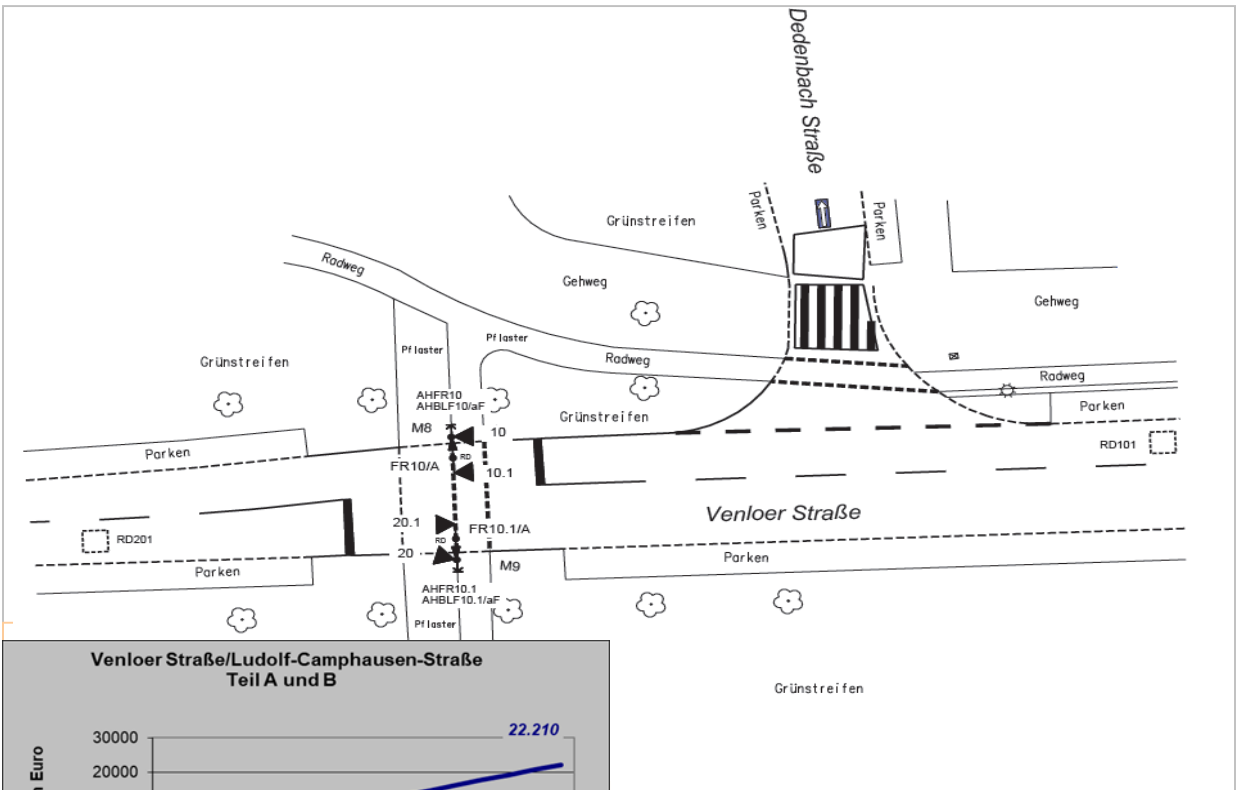 Dedenbach Straße
Parken
Parken
Grünstreifen
Radweg
Gehweg
Gehweg
Pflaster
Pflaster
Grünstreifen
Radweg
Radweg
AHFR10
AHBLF10/aF
Grünstreifen
Parken
M8
10
RD101
Parken
RD
FR10/A
10.1
Venloer Straße
20.1
FR10.1/A
RD201
RD
20
Parken
M9
Parken
AHFR10.1
AHBLF10.1/aF
Pflaster
Grünstreifen
Venloer Straße/Ludolf-Camphausen-Straße
Teil A und B
22.210
30000
20000
Euro